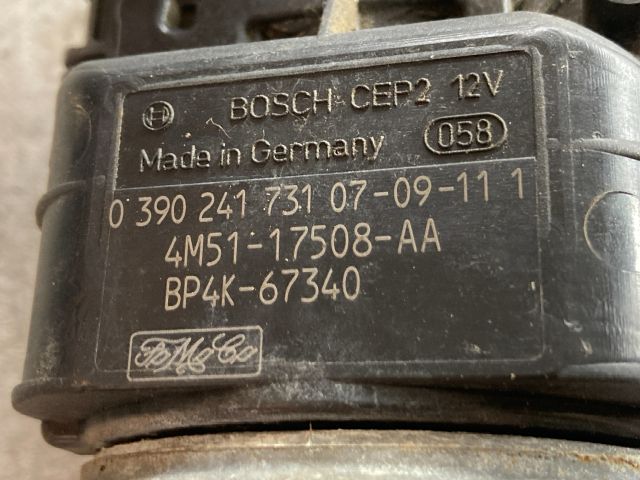 BOSCH CEP2 12V
Made in Germany 058
0 390 241 731 07-09-11 1
4M51-17508-AA
BP4K-67340
FoMoCo